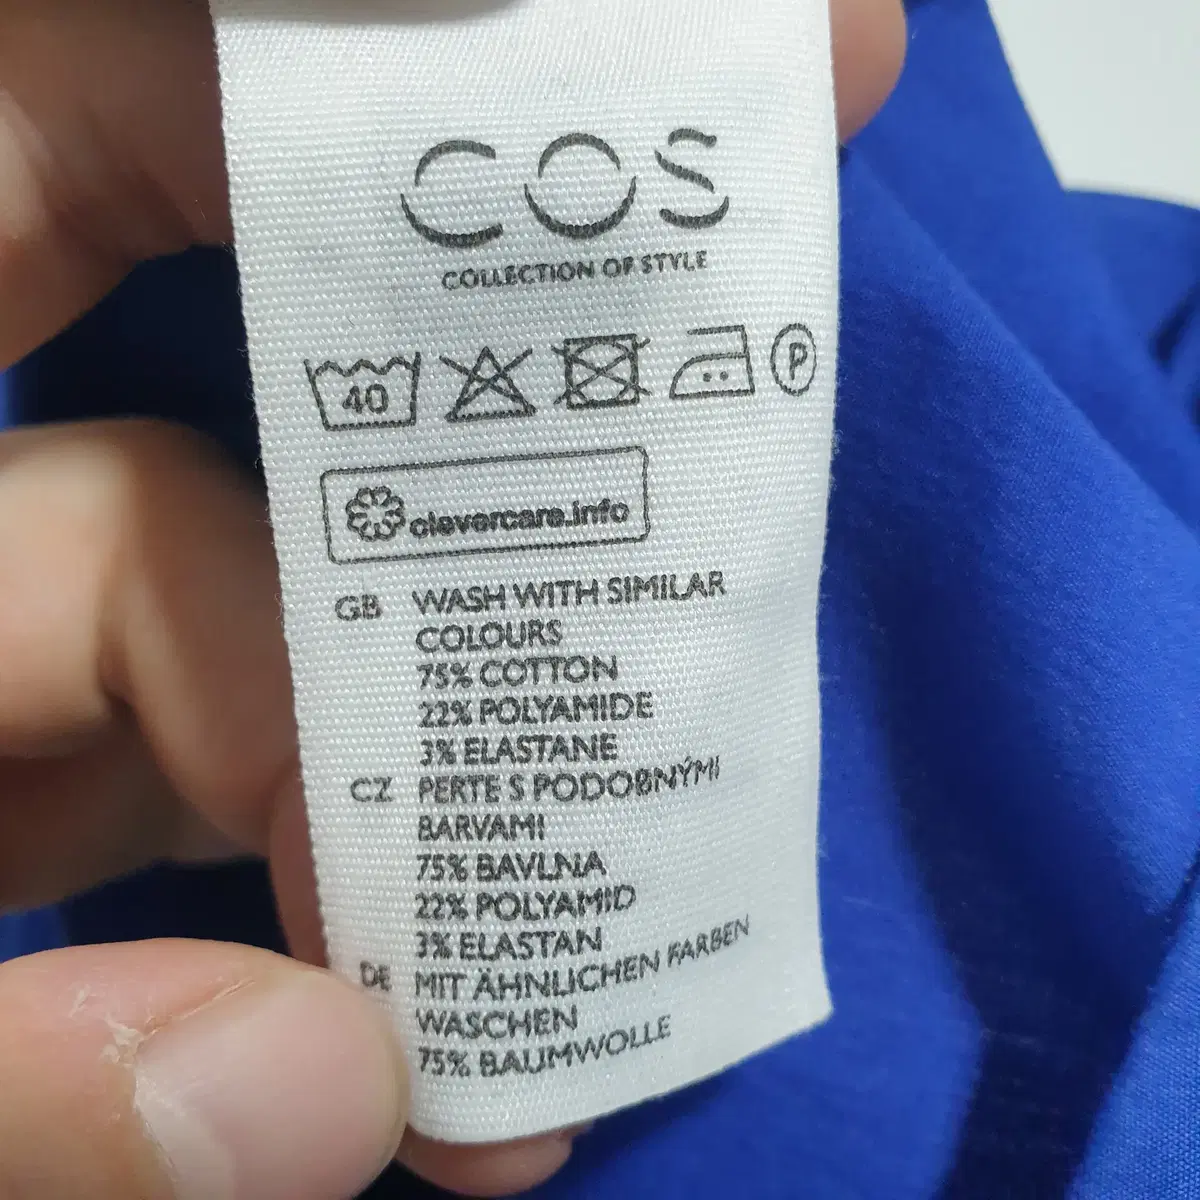 COS
COLLECTION OF STYLE
40
P
clevercare.info
GB WASH WITH SIMILAR
COLOURS
75% COTTON
22% POLYAMIDE
3% ELASTANE
CZ PERTE S PODOBNÝMI
BARVAMI
75% BAVLNA
22% POLYAMID
3% ELASTAN
DE MIT ÄHNLICHEN FARBEN
WASCHEN
75% BAUMWOLLE